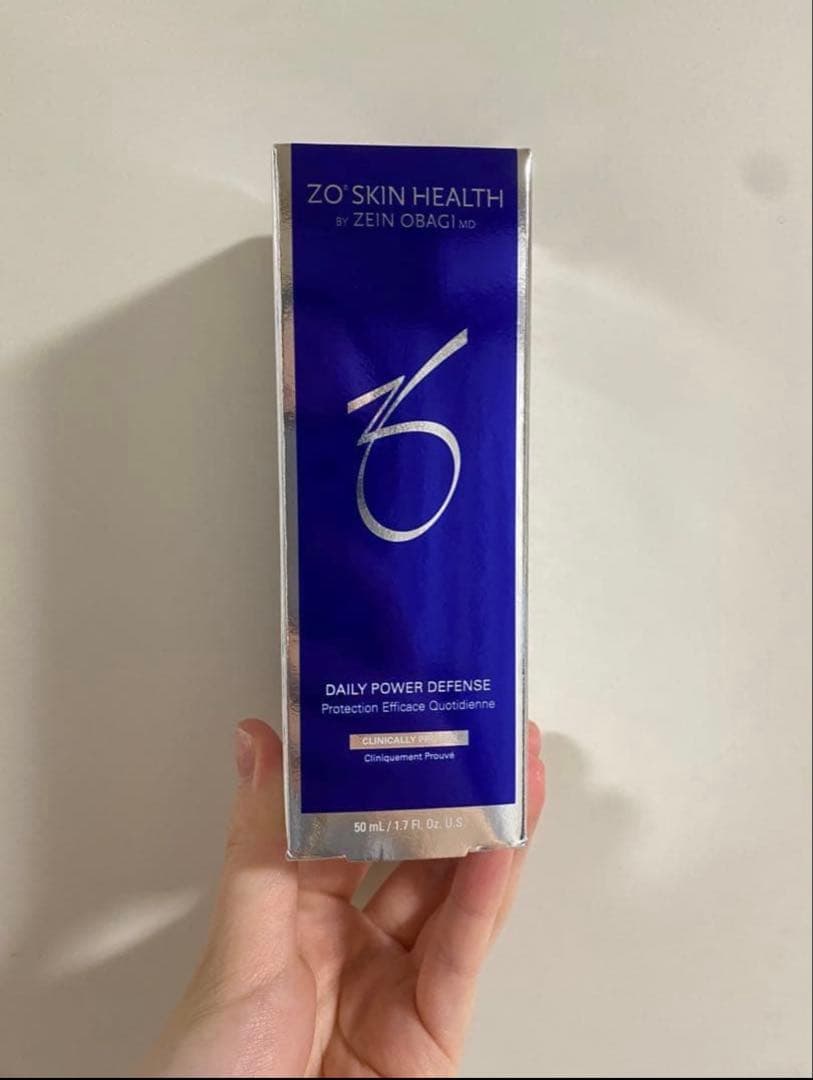 ZO® SKIN HEALTH
BY ZEIN OBAGI MD
ZO
DAILY POWER DEFENSE
Protection Efficace Quotidienne
CLINICALLY
Cliniquement Prouvé
50 mL / 1.7 Fl. Oz. U.S.